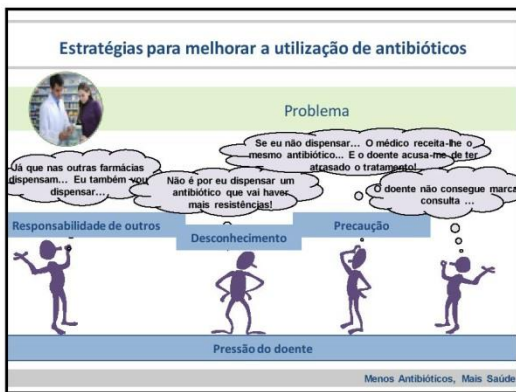 Estratégias para melhorar a utilização de antibióticos
Problema
Já que nas outras farmácias
dispensam... Eu também vou
dispensar...
Não é por eu dispensar um
antibiótico que vai haver
mais resistências!
Se eu não dispensar... O médico receita-lhe o
mesmo antibiótico... E o doente acusa-me de ter
atrasado o tratamento!
O doente não consegue marca
consulta ...
Responsabilidade de outros
Desconhecimento
Precaução
Pressão do doente
Menos Antibióticos, Mais Saúde